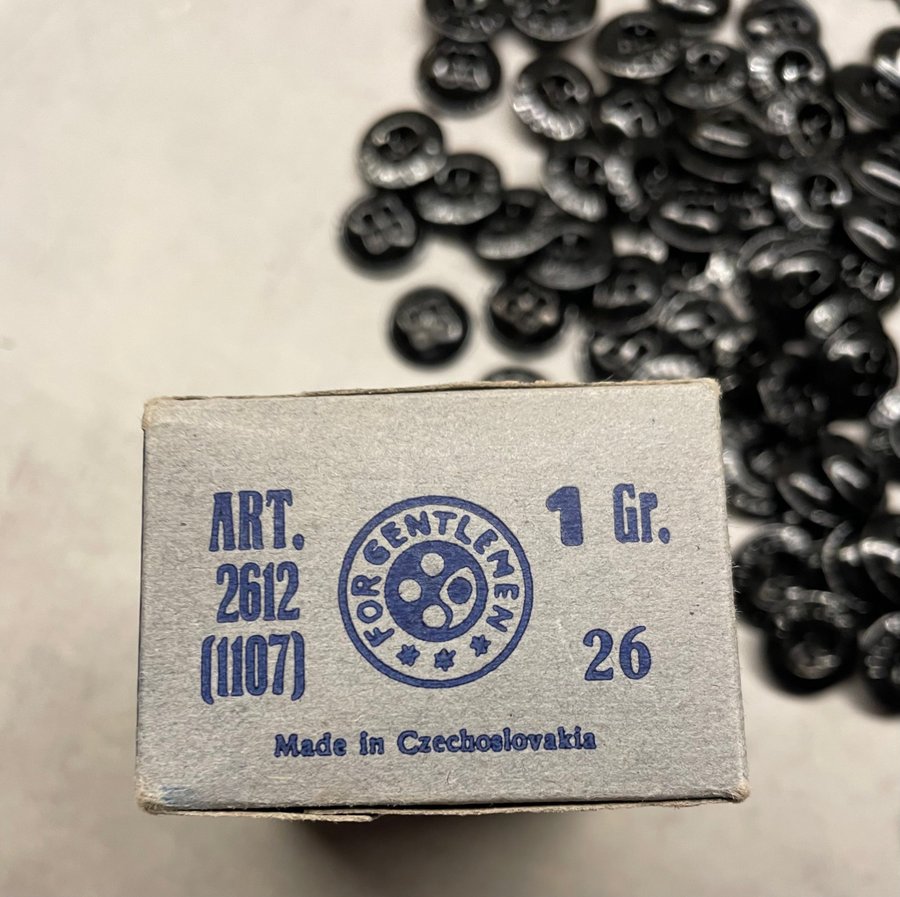 ART.
2612
(1107)
FOR GENTLEMEN
1 Gr.
26
Made in Czechoslovakia